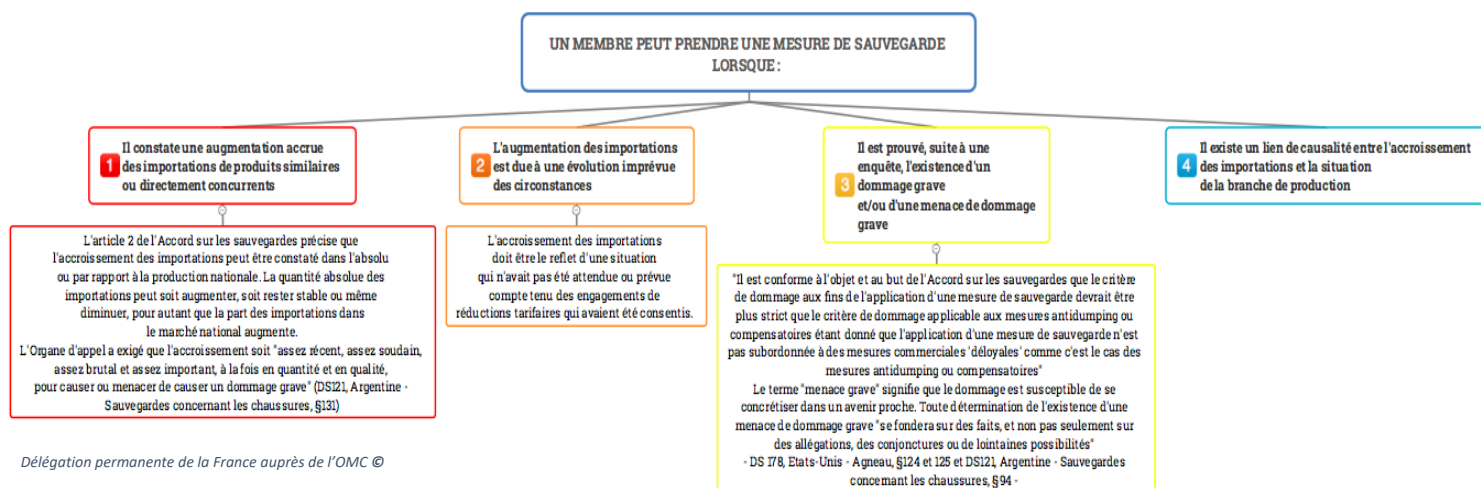 UN MEMBRE PEUT PRENDRE UNE MESURE DE SAUVEGARDE
LORSQUE :
1
Il constate une augmentation accrue
des importations de produits similaires
ou directement concurrents
2
L'augmentation des importations
est due à une évolution imprévue
des circonstances
3
Il est prouvé, suite à une
enquête, l'existence d'un
dommage grave
et/ou d'une menace de dommage
grave
4
Il existe un lien de causalité entre l'accroissement
des importations et la situation
de la branche de production
L'article 2 de l'Accord sur les sauvegardes précise que
l'accroissement des importations peut être constaté dans l'absolu
ou par rapport à la production nationale. La quantité absolue des
importations peut soit augmenter, soit rester stable ou même
diminuer, pour autant que la part des importations dans
le marché national augmente.
L'Organe d'appel a exigé que l'accroissement soit "assez récent, assez soudain,
assez brutal et assez important, à la fois en quantité et en qualité,
pour causer ou menacer de causer un dommage grave" (DS121, Argentine -
Sauvegardes concernant les chaussures, §131)
L'accroissement des importations
doit être le reflet d'une situation
qui n'avait pas été attendue ou prévue
compte tenu des engagements de
réductions tarifaires qui avaient été consentis.
"Il est conforme à l'objet et au but de l'Accord sur les sauvegardes que le critère
de dommage aux fins de l'application d'une mesure de sauvegarde devrait être
plus strict que le critère de dommage applicable aux mesures antidumping ou
compensatoires étant donné que l'application d'une mesure de sauvegarde n'est
pas subordonnée à des mesures commerciales 'déloyales' comme c'est le cas des
mesures antidumping ou compensatoires"
Le terme "menace grave" signifie que le dommage est susceptible de se
concrétiser dans un avenir proche. Toute détermination de l'existence d'une
menace de dommage grave "se fondera sur des faits, et non pas seulement sur
des allégations, des conjonctures ou de lointaines possibilités"
- DS 178, Etats-Unis - Agneau, §124 et 125 et DS121, Argentine - Sauvegardes
concernant les chaussures, §94 -
Délégation permanente de la France auprès de l'OMC ©